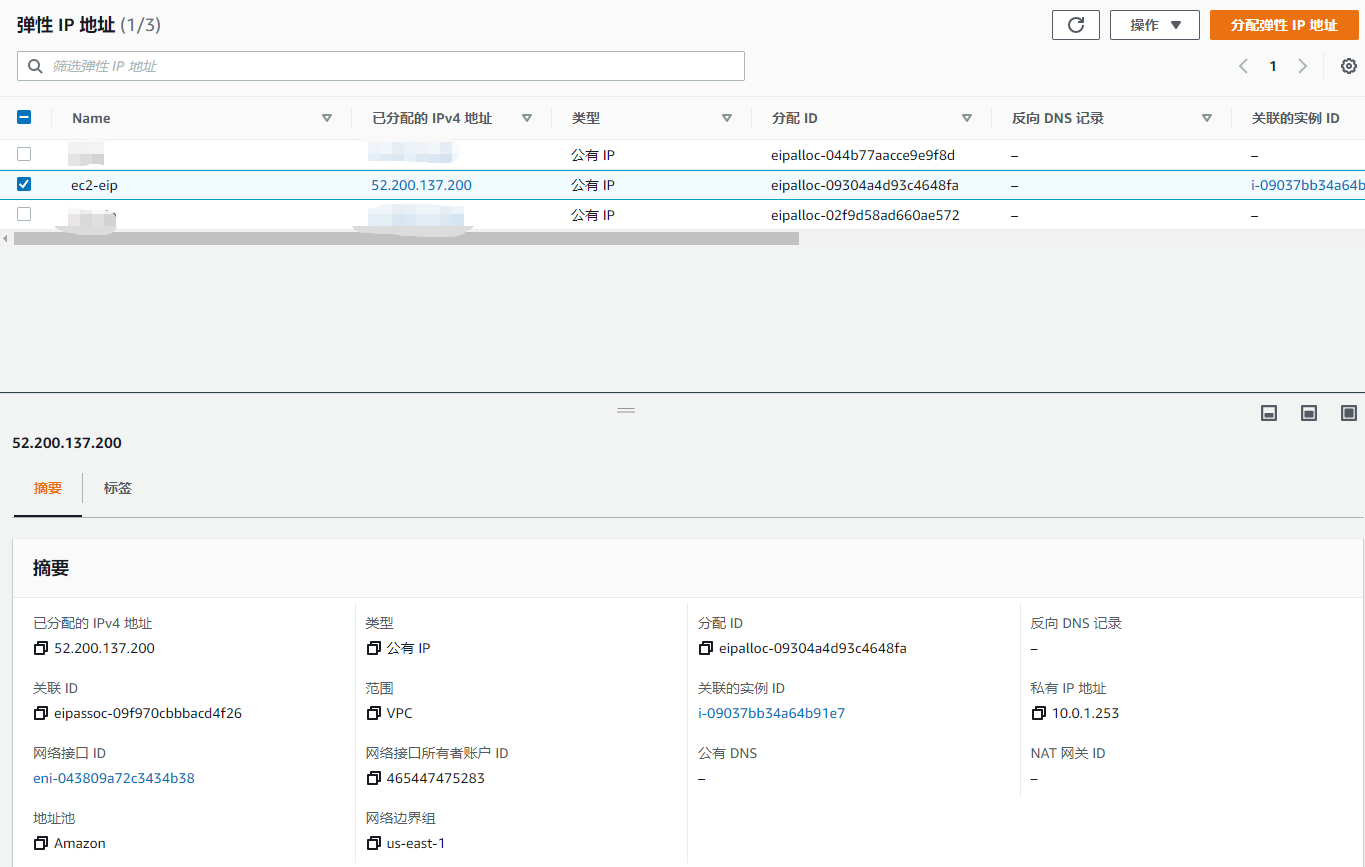 弹性 IP 地址 (1/3)
操作
分配弹性 IP 地址
筛选弹性 IP 地址
1
Name 已分配的 IPv4 地址 类型 分配 ID 反向 DNS 记录 关联的实例 ID
公有 IP eipalloc-044b77aacce9e9f8d – –
ec2-eip 52.200.137.200 公有 IP eipalloc-09304a4d93c4648fa – i-09037bb34a64b
公有 IP eipalloc-02f9d58ad660ae572 – –
52.200.137.200
摘要 标签
摘要
已分配的 IPv4 地址 类型 分配 ID 反向 DNS 记录
52.200.137.200 公有 IP eipalloc-09304a4d93c4648fa –
关联 ID 范围 关联的实例 ID 私有 IP 地址
eipassoc-09f970cbbbacd4f26 VPC i-09037bb34a64b91e7 10.0.1.253
网络接口 ID 网络接口所有者账户 ID 公有 DNS NAT 网关 ID
eni-043809a72c3434b38 465447475283 – –
地址池 网络边界组
Amazon us-east-1